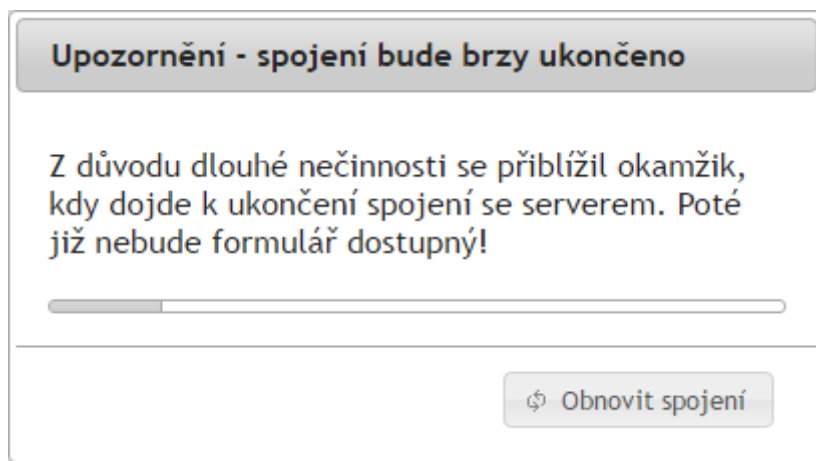 Upozornění - spojení bude brzy ukončeno
Z důvodu dlouhé nečinnosti se přiblížil okamžik,
kdy dojde k ukončení spojení se serverem. Poté
již nebude formulář dostupný!
Obnovit spojení